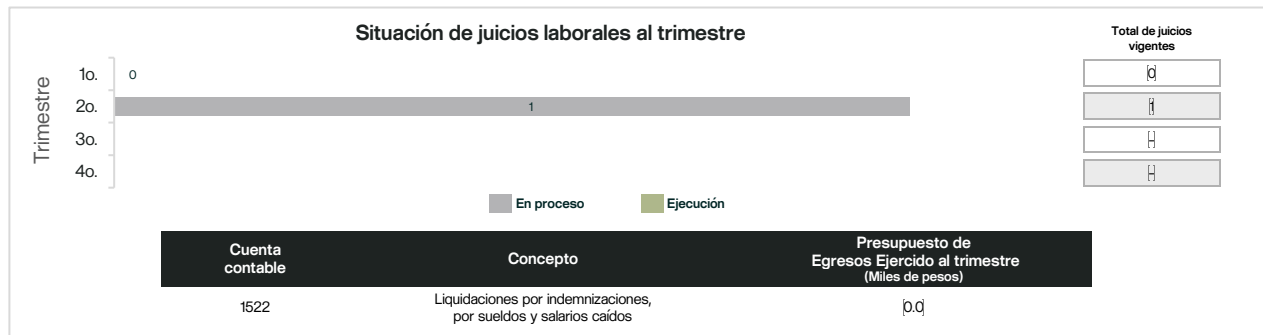 Situación de juicios laborales al trimestre
Total de juicios
vigentes
Trimestre
1o. 0 [0]
2o. 1 [1]
3o. [-]
4o. [-]
En proceso Ejecución
Cuenta
contable
Concepto
Presupuesto de
Egresos Ejercido al trimestre
(Miles de pesos)
1522
Liquidaciones por indemnizaciones,
por sueldos y salarios caídos
[0.0]